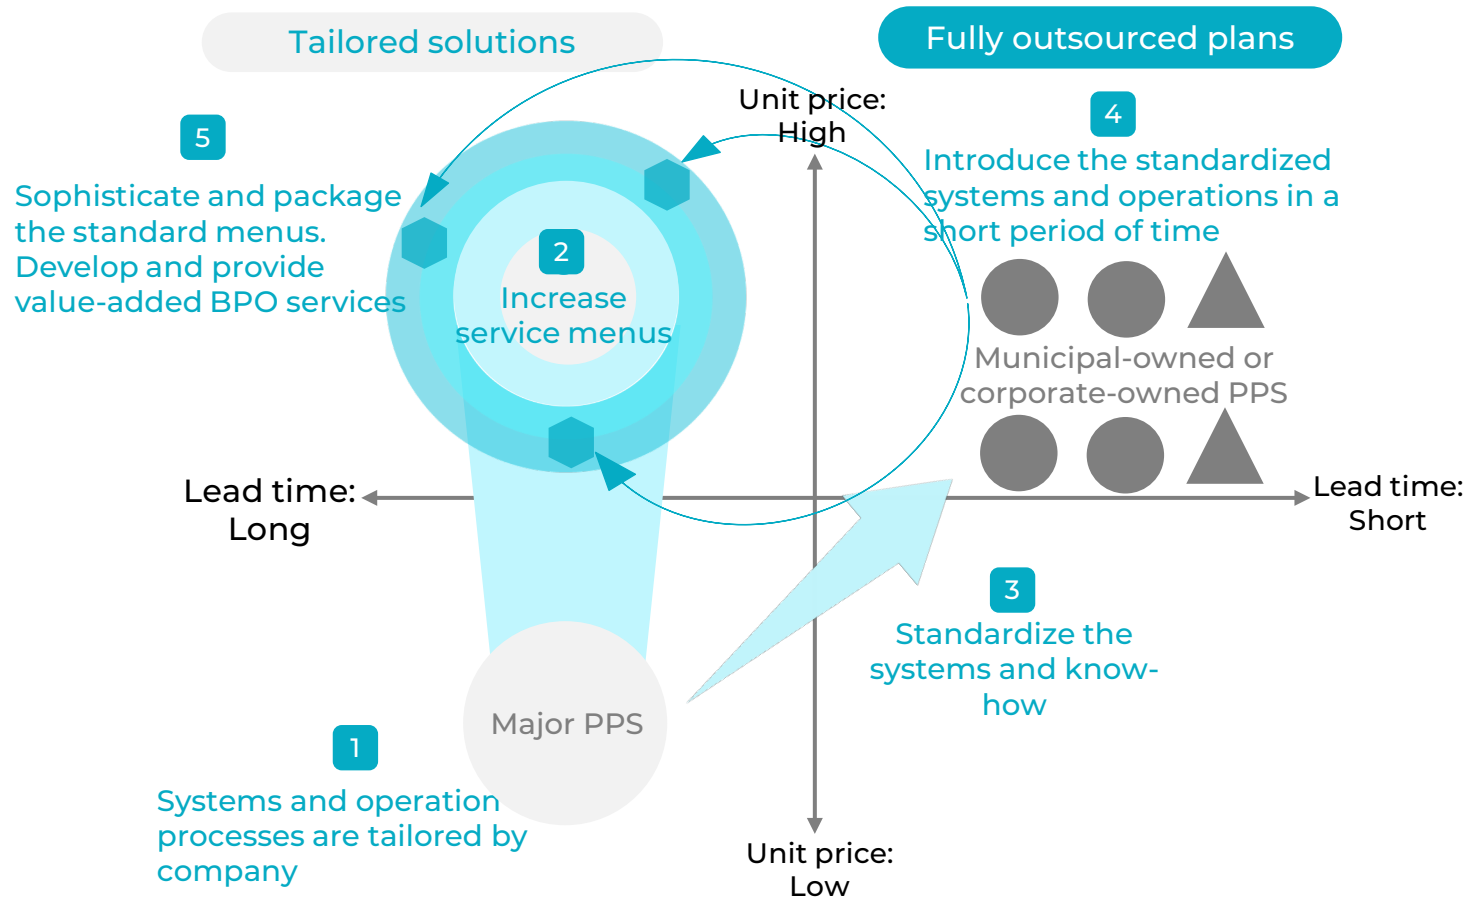 Tailored solutions
Fully outsourced plans
5
Sophisticate and package
the standard menus.
Develop and provide
value-added BPO services
2
Increase
service menus
Unit price:
High
4
Introduce the standardized
systems and operations in a
short period of time
Municipal-owned or
corporate-owned PPS
Lead time:
Long
Lead time:
Short
3
Standardize the
systems and know-
how
Major PPS
1
Systems and operation
processes are tailored by
company
Unit price:
Low